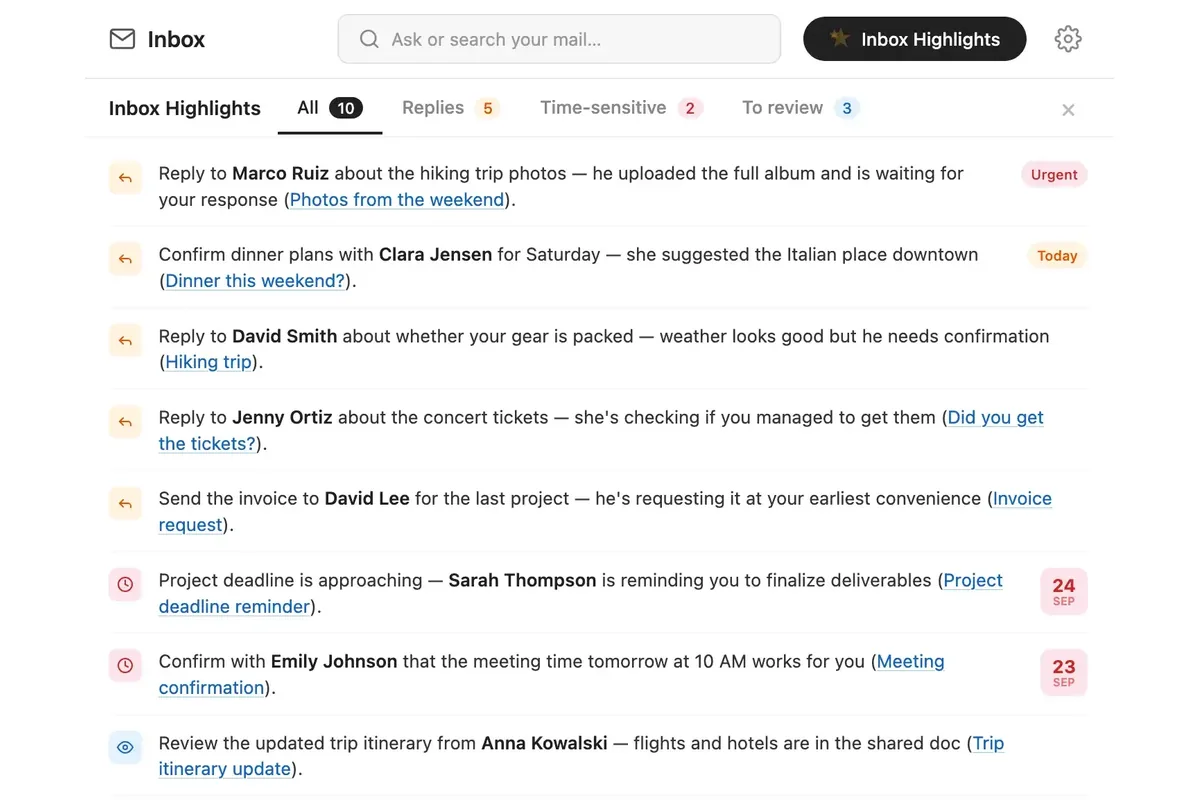 Inbox
Ask or search your mail...
Inbox Highlights
Inbox Highlights
All 10
Replies 5
Time-sensitive 2
To review 3
Reply to Marco Ruiz about the hiking trip photos — he uploaded the full album and is waiting for
your response (Photos from the weekend).
Urgent
Confirm dinner plans with Clara Jensen for Saturday — she suggested the Italian place downtown
(Dinner this weekend?).
Today
Reply to David Smith about whether your gear is packed — weather looks good but he needs confirmation
(Hiking trip).
Reply to Jenny Ortiz about the concert tickets — she's checking if you managed to get them (Did you get
the tickets?).
Send the invoice to David Lee for the last project — he's requesting it at your earliest convenience (Invoice
request).
Project deadline is approaching — Sarah Thompson is reminding you to finalize deliverables (Project
deadline reminder).
24
SEP
Confirm with Emily Johnson that the meeting time tomorrow at 10 AM works for you (Meeting
confirmation).
23
SEP
Review the updated trip itinerary from Anna Kowalski — flights and hotels are in the shared doc (Trip
itinerary update).